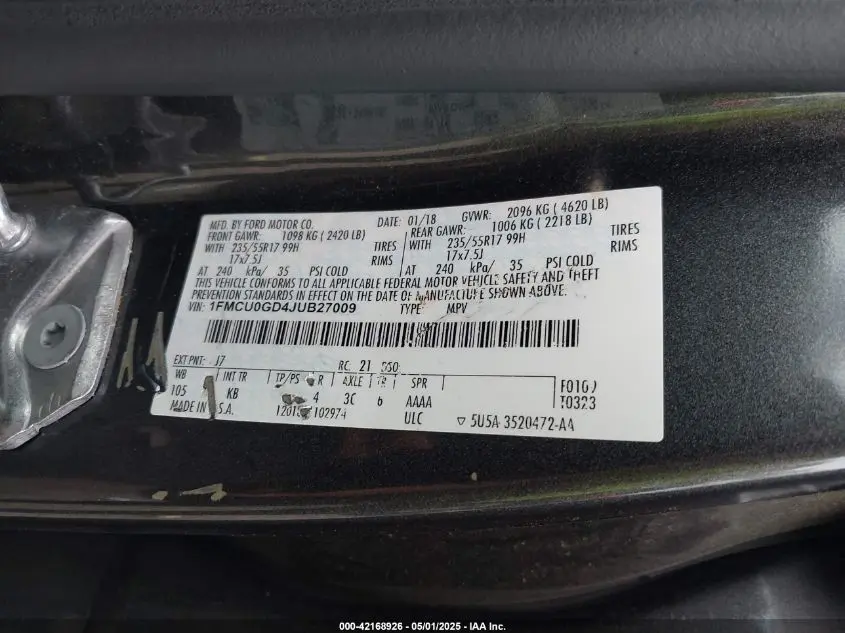 MFD. BY FORD MOTOR CO.
DATE: 01/18 GVWR: 2096 KG ( 4620 LB)
FRONT GAWR: 1098 KG ( 2420 LB)
REAR GAWR: 1006 KG ( 2218 LB)
WITH 235/55R17 99H TIRES
WITH 235/55R17 99H TIRES
17x7.5J RIMS
17x7.5J RIMS
AT 240 kPa/ 35 PSI COLD
AT 240 kPa/ 35 PSI COLD
THIS VEHICLE CONFORMS TO ALL APPLICABLE FEDERAL MOTOR VEHICLE SAFETY AND THEFT
PREVENTION STANDARDS IN EFFECT ON THE DATE OF MANUFACTURE SHOWN ABOVE.
VIN: 1FMCU0GD4JUB27009 TYPE: MPV
EXT PNT: J7 RC: 21
WB INT TR TP/PS R AXLE TR SPR
105 KB 4 3C 6 AAAA
MADE IN U.S.A. ULC
▽ 5U5A 3520472-AA
T0323
000-42168926 - 05/01/2025 - IAA Inc.